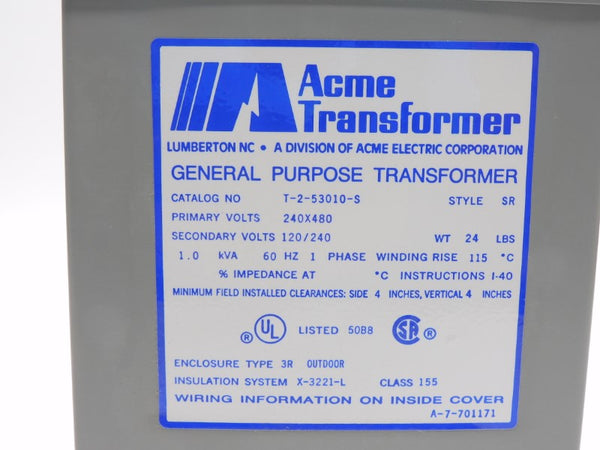 Acme
Transformer
LUMBERTON NC • A DIVISION OF ACME ELECTRIC CORPORATION
GENERAL PURPOSE TRANSFORMER
CATALOG NO T-2-53010-S STYLE SR
PRIMARY VOLTS 240X480
SECONDARY VOLTS 120/240 WT 24 LBS
1.0 kVA 60 HZ 1 PHASE WINDING RISE 115 °C
% IMPEDANCE AT °C INSTRUCTIONS I-40
MINIMUM FIELD INSTALLED CLEARANCES: SIDE 4 INCHES, VERTICAL 4 INCHES
® UL LISTED 50B8 SA ®
ENCLOSURE TYPE 3R OUTDOOR
INSULATION SYSTEM X-3221-L CLASS 155
WIRING INFORMATION ON INSIDE COVER
A-7-701171